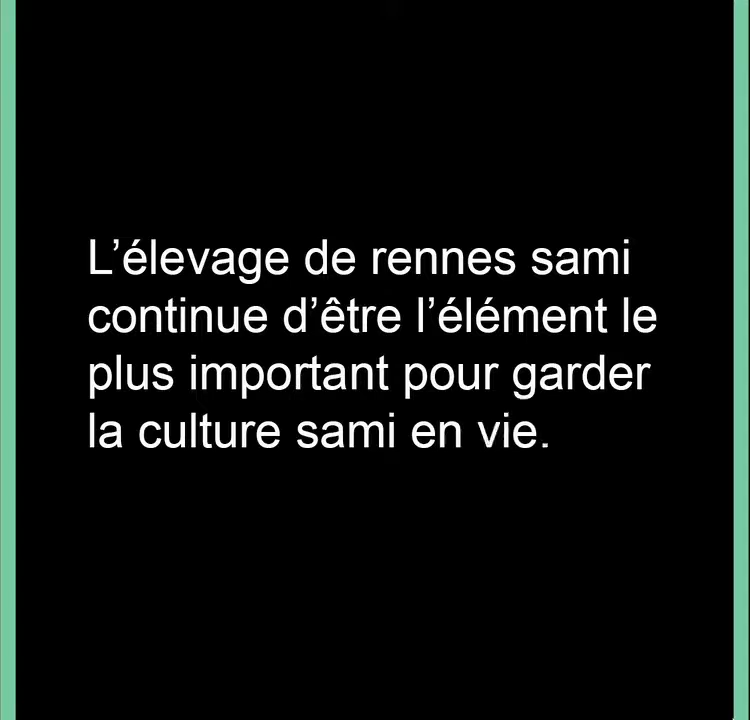 L’élevage de rennes sami
continue d’être l’élément le
plus important pour garder
la culture sami en vie.